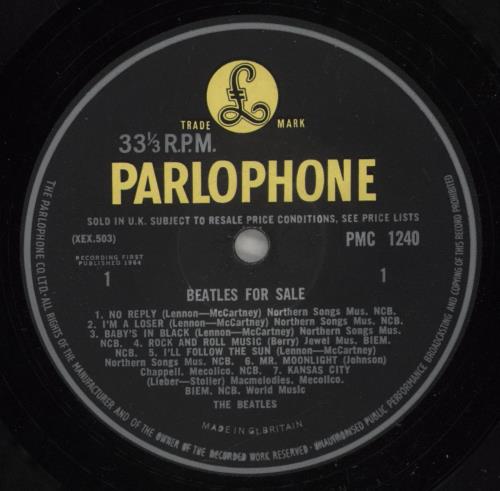 £
TRADE MARK
33⅓ R.P.M.
PARLOPHONE
SOLD IN U.K. SUBJECT TO RESALE PRICE CONDITIONS, SEE PRICE LISTS
(XEX.503) PMC 1240
RECORDING FIRST
PUBLISHED 1964
1 1
BEATLES FOR SALE
1. NO REPLY (Lennon—McCartney) Northern Songs Mus. NCB.
2. I'M A LOSER (Lennon—McCartney) Northern Songs Mus. NCB.
3. BABY'S IN BLACK (Lennon—McCartney) Northern Songs Mus.
NCB. 4. ROCK AND ROLL MUSIC (Berry) Jewel Mus. BIEM.
NCB. 5. I'LL FOLLOW THE SUN (Lennon—McCartney)
Northern Songs Mus. NCB. 6. MR. MOONLIGHT (Johnson)
Chappell. Mecolico. NCB. 7. KANSAS CITY
(Lieber—Stoller) Macmelodies. Mecolico.
BIEM. NCB. World Music
THE BEATLES
MADE IN GT. BRITAIN
THE PARLOPHONE CO. LTD. ALL RIGHTS OF THE MANUFACTURER AND OF THE OWNER OF THE RECORDED WORK RESERVED. UNAUTHORISED PUBLIC PERFORMANCE BROADCASTING AND COPYING OF THIS RECORD PROHIBITED